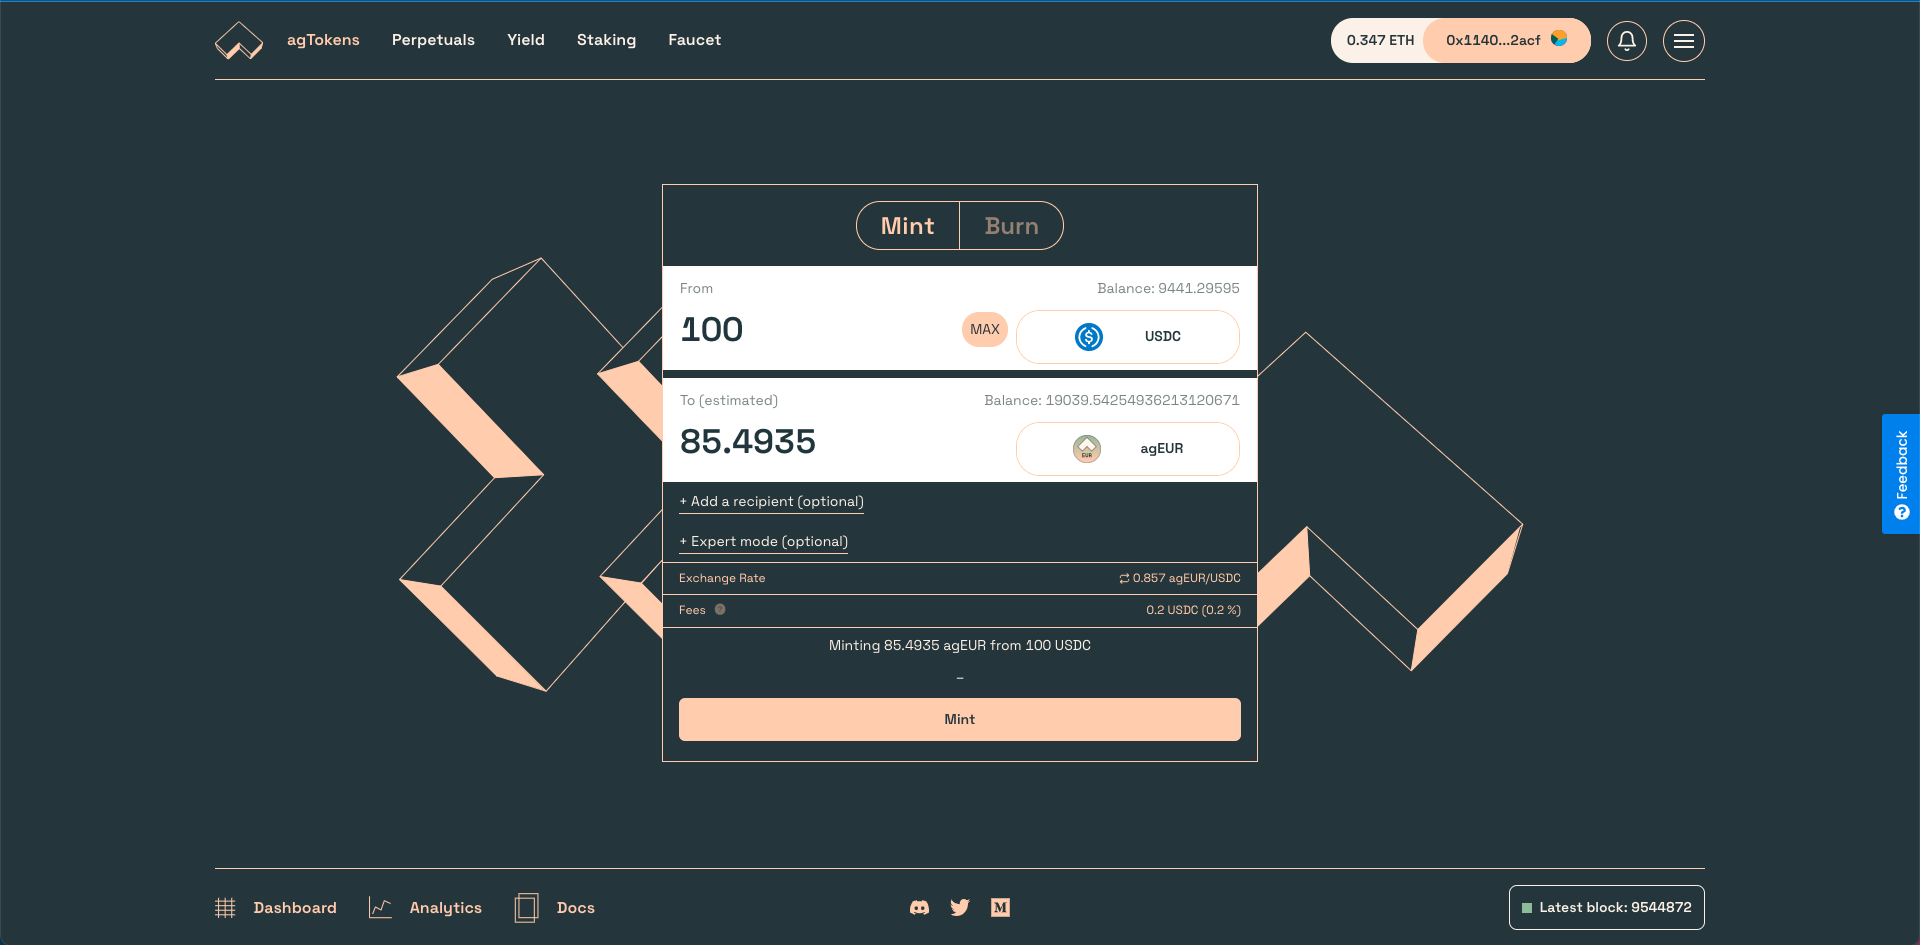 agTokens Perpetuals Yield Staking Faucet
0.347 ETH 0x1140...2acf
Mint Burn
From Balance: 9441.29595
100 MAX USDC
To (estimated) Balance: 19039.54254936213120671
85.4935 EUR agEUR
+ Add a recipient (optional)
+ Expert mode (optional)
Exchange Rate 0.857 agEUR/USDC
Fees 0.2 USDC (0.2 %)
Minting 85.4935 agEUR from 100 USDC
–
Mint
Feedback
Dashboard Analytics Docs
Latest block: 9544872